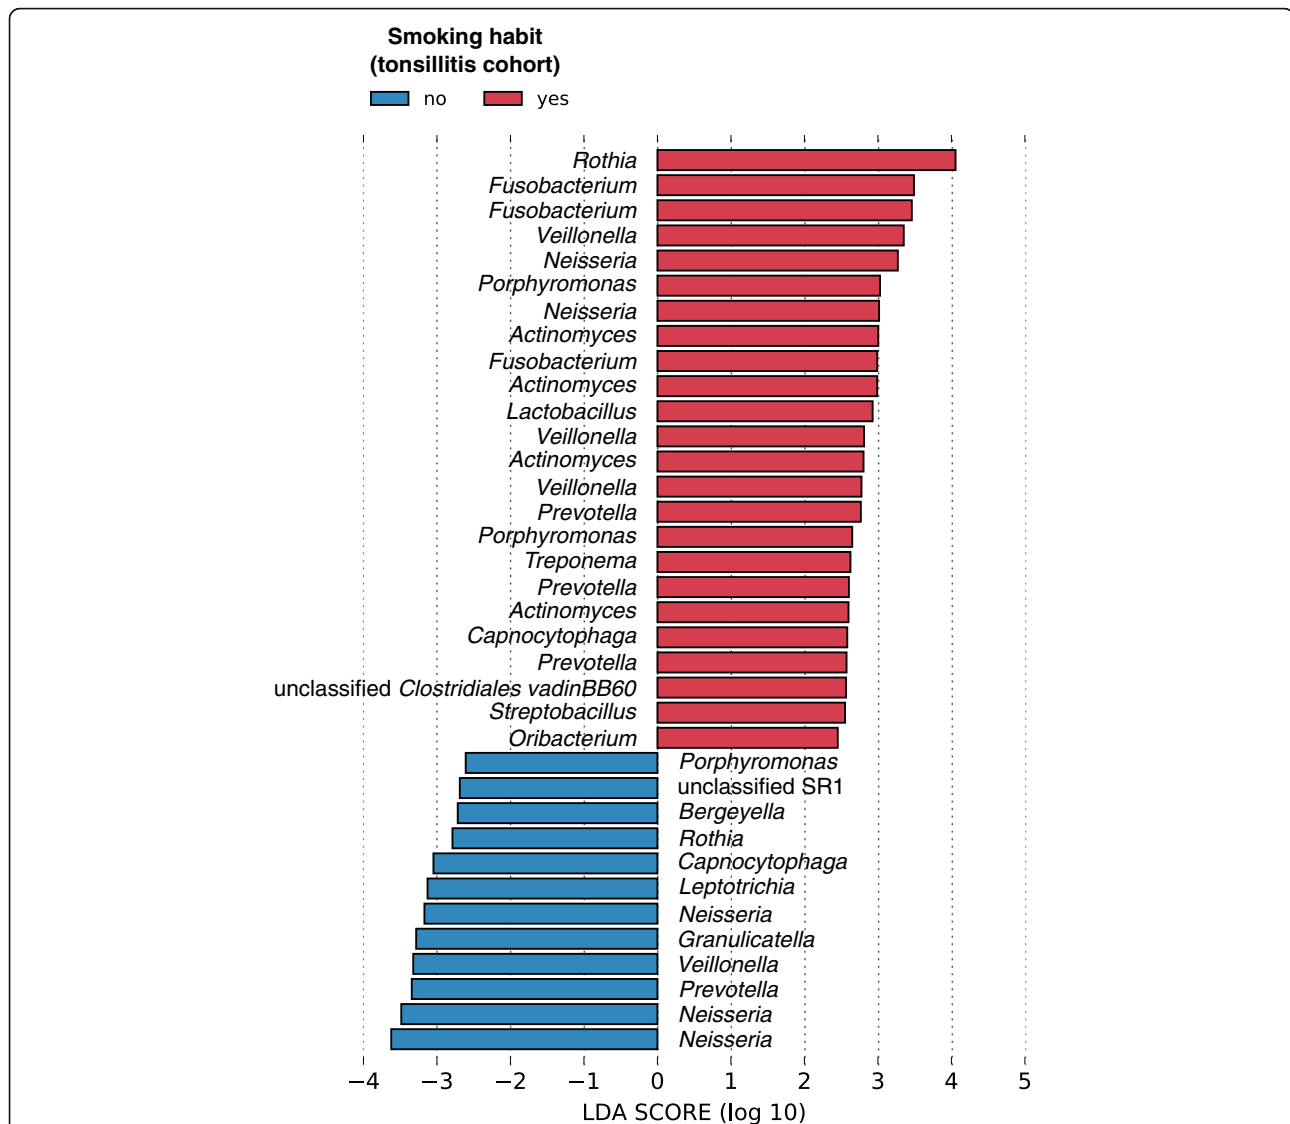 Smoking habit
(tonsillitis cohort)
no yes
Rothia
Fusobacterium
Fusobacterium
Veillonella
Neisseria
Porphyromonas
Neisseria
Actinomyces
Fusobacterium
Actinomyces
Lactobacillus
Veillonella
Actinomyces
Veillonella
Prevotella
Porphyromonas
Treponema
Prevotella
Actinomyces
Capnocytophaga
Prevotella
unclassified Clostridiales vadinBB60
Streptobacillus
Oribacterium
Porphyromonas
unclassified SR1
Bergeyella
Rothia
Capnocytophaga
Leptotrichia
Neisseria
Granulicatella
Veillonella
Prevotella
Neisseria
Neisseria
−4 −3 −2 −1 0 1 2 3 4 5
LDA SCORE (log 10)